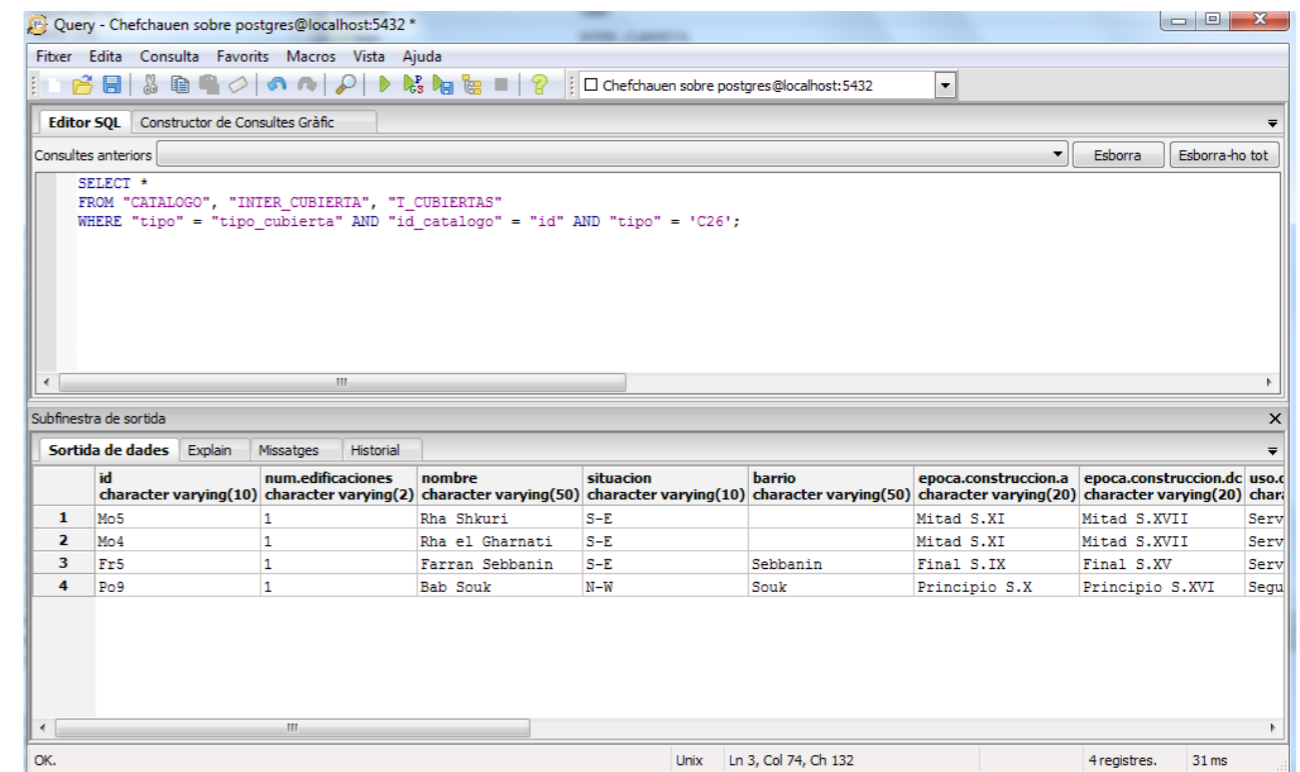 Query - Chefchauen sobre postgres@localhost:5432 *
Fitxer Edita Consulta Favorits Macros Vista Ajuda
Chefchauen sobre postgres@localhost:5432
Editor SQL Constructor de Consultes Gràfic
Consultes anteriors Esborra Esborra-ho tot
SELECT *
FROM "CATALOGO", "INTER_CUBIERTA", "T_CUBIERTAS"
WHERE "tipo" = "tipo_cubierta" AND "id_catalogo" = "id" AND "tipo" = 'C26';
Subfinestra de sortida
Sortida de dades Explain Missatges Historial
id num.edificaciones nombre situacion barrio epoca.construccion.a epoca.construccion.dc uso.c
character varying(10) character varying(2) character varying(50) character varying(10) character varying(50) character varying(20) character varying(20) chara
1 Mo5 1 Rha Shkuri S-E Mitad S.XI Mitad S.XVII Serv
2 Mo4 1 Rha el Gharnati S-E Mitad S.XI Mitad S.XVII Serv
3 Fr5 1 Farran Sebbanin S-E Sebbanin Final S.IX Final S.XV Serv
4 Po9 1 Bab Souk N-W Souk Principio S.X Principio S.XVI Segu
OK. Unix Ln 3, Col 74, Ch 132 4 registres. 31 ms